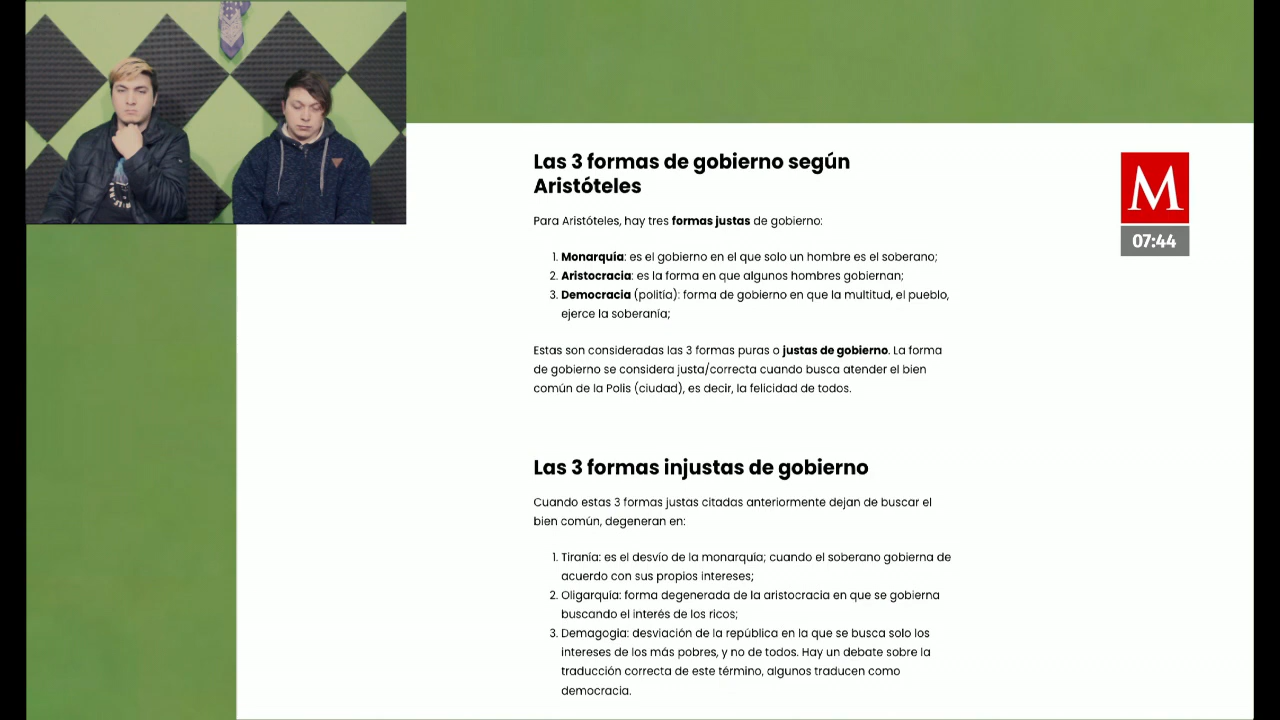 Las 3 formas de gobierno según
Aristóteles
Para Aristóteles, hay tres formas justas de gobierno:
1. Monarquía: es el gobierno en el que solo un hombre es el soberano;
2. Aristocracia: es la forma en que algunos hombres gobiernan;
3. Democracia (politía): forma de gobierno en que la multitud, el pueblo,
ejerce la soberanía;
Estas son consideradas las 3 formas puras o justas de gobierno. La forma
de gobierno se considera justa/correcta cuando busca atender el bien
común de la Polis (ciudad), es decir, la felicidad de todos.
Las 3 formas injustas de gobierno
Cuando estas 3 formas justas citadas anteriormente dejan de buscar el
bien común, degeneran en:
1. Tiranía: es el desvío de la monarquía; cuando el soberano gobierna de
acuerdo con sus propios intereses;
2. Oligarquía: forma degenerada de la aristocracia en que se gobierna
buscando el interés de los ricos;
3. Demagogia: desviación de la república en la que se busca solo los
intereses de los más pobres, y no de todos. Hay un debate sobre la
traducción correcta de este término, algunos traducen como
democracia.
M
07:44